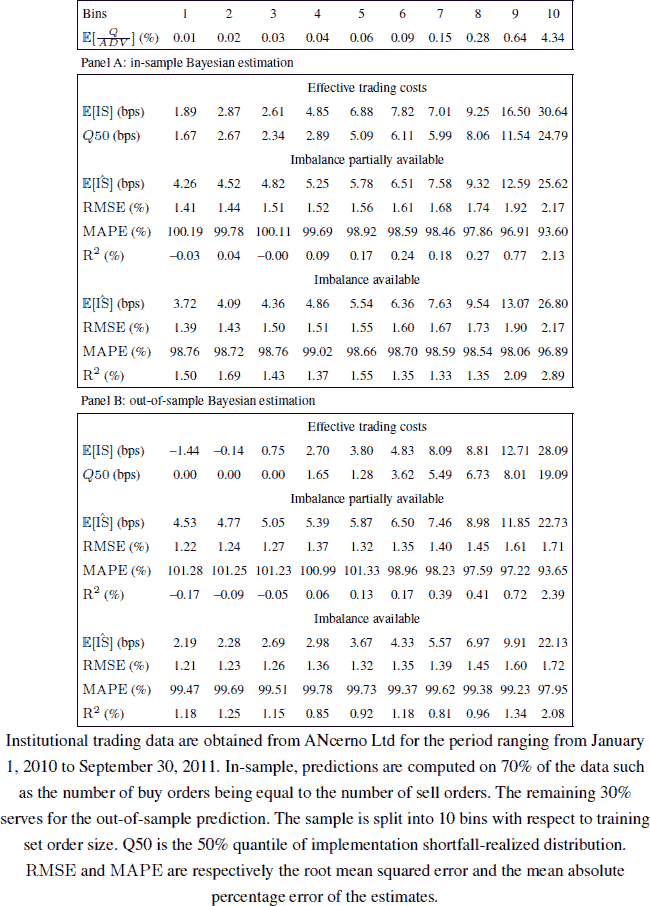 Bins 1 2 3 4 5 6 7 8 9 10
𝔼[Q/ADV] (%) 0.01 0.02 0.03 0.04 0.06 0.09 0.15 0.28 0.64 4.34
Panel A: in-sample Bayesian estimation
Effective trading costs
𝔼[IS] (bps) 1.89 2.87 2.61 4.85 6.88 7.82 7.01 9.25 16.50 30.64
Q50 (bps) 1.67 2.67 2.34 2.89 5.09 6.11 5.99 8.06 11.54 24.79
Imbalance partially available
𝔼[IŜ] (bps) 4.26 4.52 4.82 5.25 5.78 6.51 7.58 9.32 12.59 25.62
RMSE (%) 1.41 1.44 1.51 1.52 1.56 1.61 1.68 1.74 1.92 2.17
MAPE (%) 100.19 99.78 100.11 99.69 98.92 98.59 98.46 97.86 96.91 93.60
R² (%) −0.03 0.04 −0.00 0.09 0.17 0.24 0.18 0.27 0.77 2.13
Imbalance available
𝔼[IŜ] (bps) 3.72 4.09 4.36 4.86 5.54 6.36 7.63 9.54 13.07 26.80
RMSE (%) 1.39 1.43 1.50 1.51 1.55 1.60 1.67 1.73 1.90 2.17
MAPE (%) 98.76 98.72 98.76 99.02 98.66 98.70 98.59 98.54 98.06 96.89
R² (%) 1.50 1.69 1.43 1.37 1.55 1.35 1.33 1.35 2.09 2.89
Panel B: out-of-sample Bayesian estimation
Effective trading costs
𝔼[IS] (bps) −1.44 −0.14 0.75 2.70 3.80 4.83 8.09 8.81 12.71 28.09
Q50 (bps) 0.00 0.00 0.00 1.65 1.28 3.62 5.49 6.73 8.01 19.09
Imbalance partially available
𝔼[IŜ] (bps) 4.53 4.77 5.05 5.39 5.87 6.50 7.46 8.98 11.85 22.73
RMSE (%) 1.22 1.24 1.27 1.37 1.32 1.35 1.40 1.45 1.61 1.71
MAPE (%) 101.28 101.25 101.23 100.99 101.33 98.96 98.23 97.59 97.22 93.65
R² (%) −0.17 −0.09 −0.05 0.06 0.13 0.17 0.39 0.41 0.72 2.39
Imbalance available
𝔼[IŜ] (bps) 2.19 2.28 2.69 2.98 3.67 4.33 5.57 6.97 9.91 22.13
RMSE (%) 1.21 1.23 1.26 1.36 1.32 1.35 1.39 1.45 1.60 1.72
MAPE (%) 99.47 99.69 99.51 99.78 99.73 99.37 99.62 99.38 99.23 97.95
R² (%) 1.18 1.25 1.15 0.85 0.92 1.18 0.81 0.96 1.34 2.08
Institutional trading data are obtained from ANcerno Ltd for the period ranging from January
1, 2010 to September 30, 2011. In-sample, predictions are computed on 70% of the data such
as the number of buy orders being equal to the number of sell orders. The remaining 30%
serves for the out-of-sample prediction. The sample is split into 10 bins with respect to training
set order size. Q50 is the 50% quantile of implementation shortfall-realized distribution.
RMSE and MAPE are respectively the root mean squared error and the mean absolute
percentage error of the estimates.